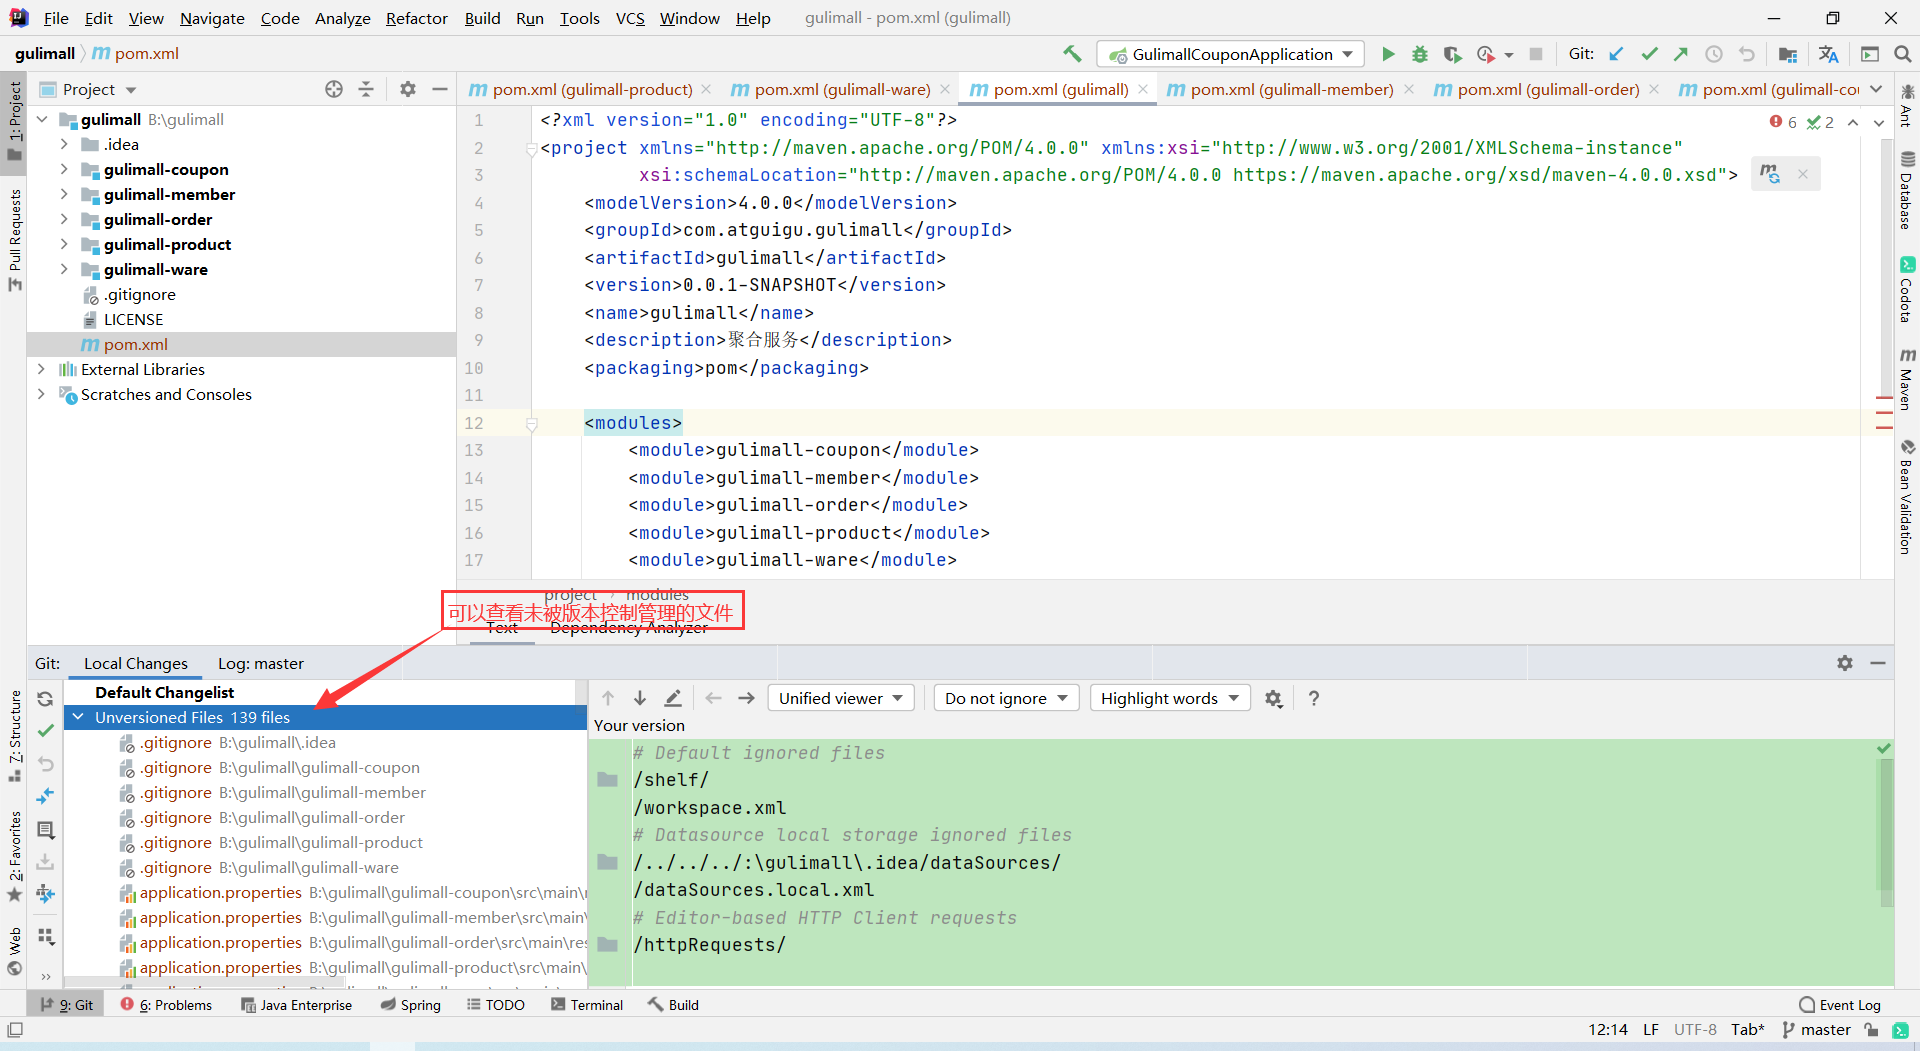 File Edit View Navigate Code Analyze Refactor Build Run Tools VCS Window Help gulimall - pom.xml (gulimall)
gulimall pom.xml GulimallCouponApplication Git:
Project
pom.xml (gulimall-product) pom.xml (gulimall-ware) pom.xml (gulimall) pom.xml (gulimall-member) pom.xml (gulimall-order) pom.xml (gulimall-cou
1: Project
Pull Requests
7: Structure
2: Favorites
Web
gulimall B:\gulimall
.idea
gulimall-coupon
gulimall-member
gulimall-order
gulimall-product
gulimall-ware
.gitignore
LICENSE
pom.xml
External Libraries
Scratches and Consoles
6 2
1 <?xml version="1.0" encoding="UTF-8"?>
2 <project xmlns="http://maven.apache.org/POM/4.0.0" xmlns:xsi="http://www.w3.org/2001/XMLSchema-instance"
3 xsi:schemaLocation="http://maven.apache.org/POM/4.0.0 https://maven.apache.org/xsd/maven-4.0.0.xsd">
4 <modelVersion>4.0.0</modelVersion>
5 <groupId>com.atguigu.gulimall</groupId>
6 <artifactId>gulimall</artifactId>
7 <version>0.0.1-SNAPSHOT</version>
8 <name>gulimall</name>
9 <description>聚合服务</description>
10 <packaging>pom</packaging>
11
12 <modules>
13 <module>gulimall-coupon</module>
14 <module>gulimall-member</module>
15 <module>gulimall-order</module>
16 <module>gulimall-product</module>
17 <module>gulimall-ware</module>
project modules
可以查看未被版本控制管理的文件
Text Dependency Analyzer
Ant
Database
Codota
Maven
Bean Validation
Git: Local Changes Log: master
Default Changelist
Unversioned Files 139 files
.gitignore B:\gulimall\.idea
.gitignore B:\gulimall\gulimall-coupon
.gitignore B:\gulimall\gulimall-member
.gitignore B:\gulimall\gulimall-order
.gitignore B:\gulimall\gulimall-product
.gitignore B:\gulimall\gulimall-ware
application.properties B:\gulimall\gulimall-coupon\src\main\r
application.properties B:\gulimall\gulimall-member\src\main\
application.properties B:\gulimall\gulimall-order\src\main\res
application.properties B:\gulimall\gulimall-product\src\main\
Unified viewer Do not ignore Highlight words ?
Your version
# Default ignored files
/shelf/
/workspace.xml
# Datasource local storage ignored files
/../../../:\gulimall\.idea/dataSources/
/dataSources.local.xml
# Editor-based HTTP Client requests
/httpRequests/
9: Git 6: Problems Java Enterprise Spring TODO Terminal Build Event Log
12:14 LF UTF-8 Tab* master